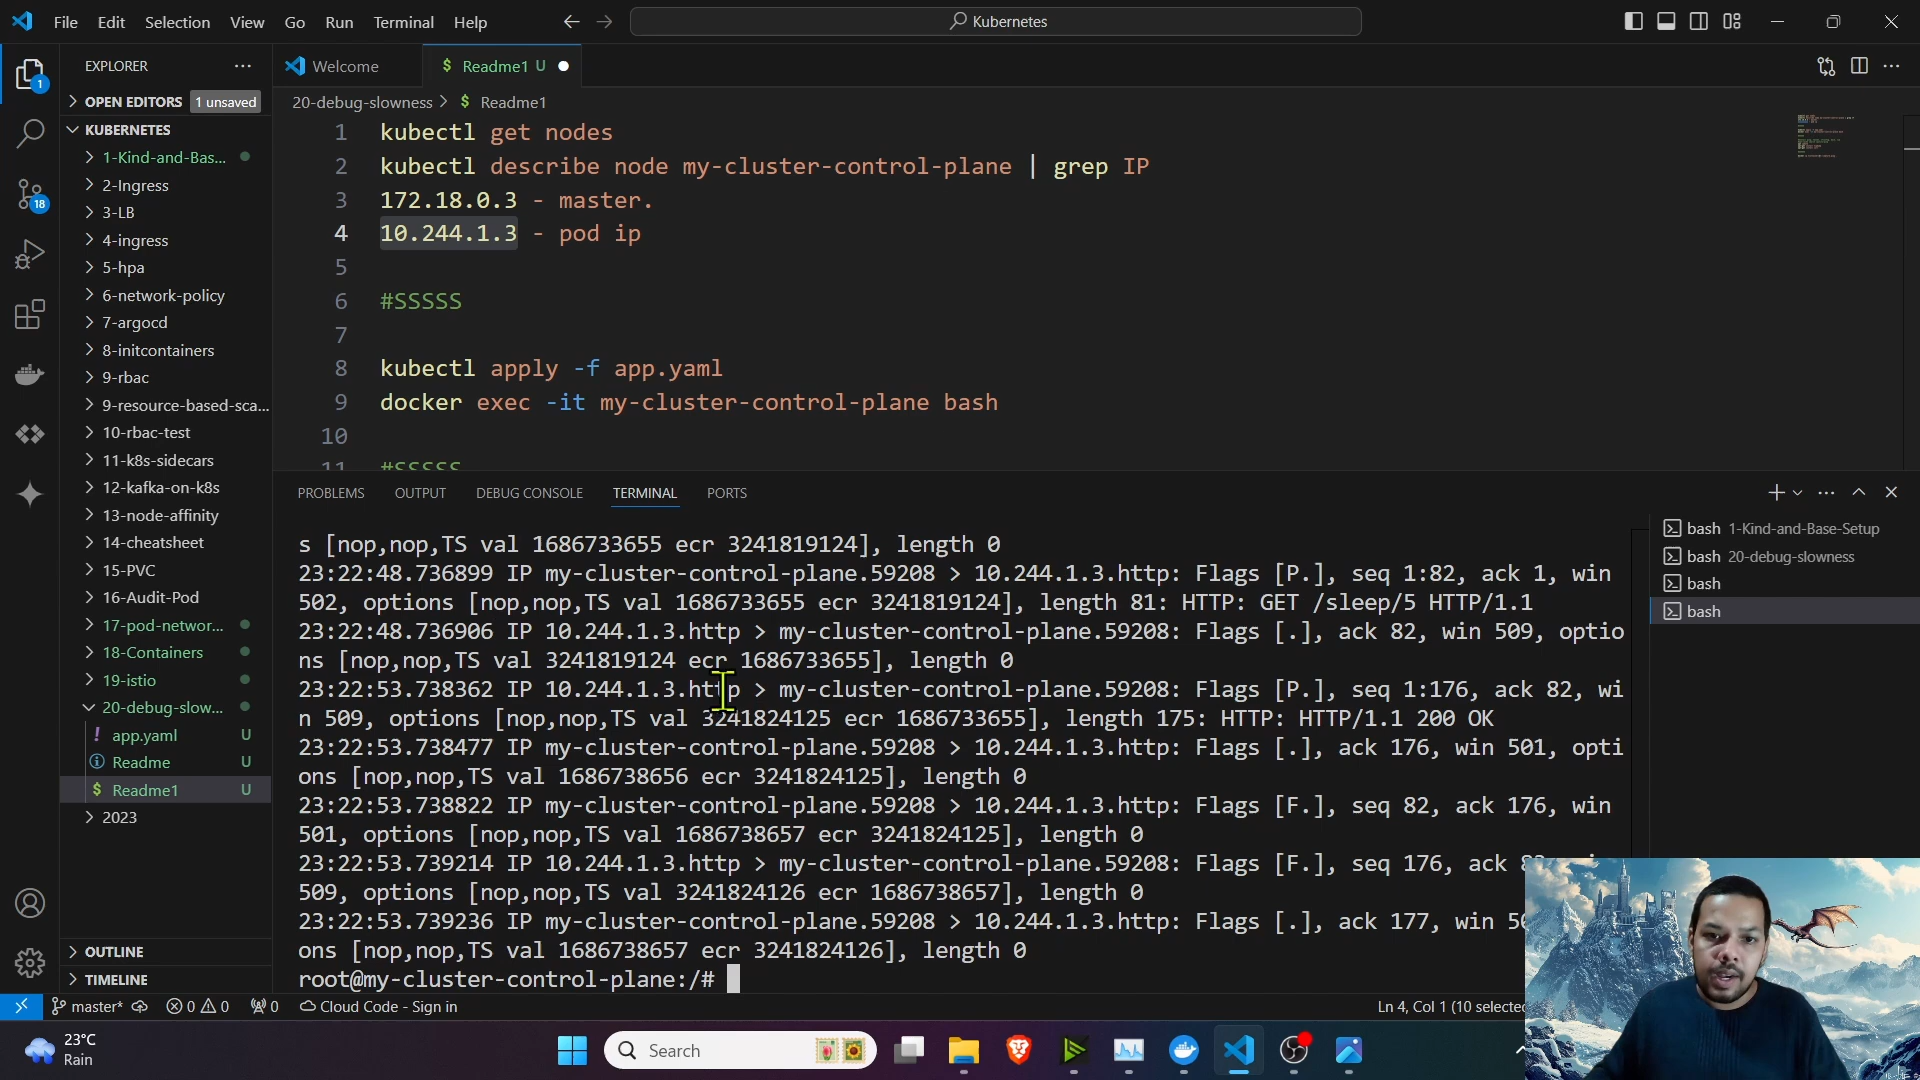 File Edit Selection View Go Run Terminal Help
Kubernetes
EXPLORER
OPEN EDITORS 1 unsaved
KUBERNETES
1-Kind-and-Bas...
2-Ingress
3-LB
4-ingress
5-hpa
6-network-policy
7-argocd
8-initcontainers
9-rbac
9-resource-based-sca...
10-rbac-test
11-k8s-sidecars
12-kafka-on-k8s
13-node-affinity
14-cheatsheet
15-PVC
16-Audit-Pod
17-pod-networ...
18-Containers
19-istio
20-debug-slow...
! app.yaml U
Readme U
$ Readme1 U
2023
OUTLINE
TIMELINE
1
18
Welcome
$ Readme1 U
20-debug-slowness > $ Readme1
1 kubectl get nodes
2 kubectl describe node my-cluster-control-plane | grep IP
3 172.18.0.3 - master.
4 10.244.1.3 - pod ip
5
6 #SSSSS
7
8 kubectl apply -f app.yaml
9 docker exec -it my-cluster-control-plane bash
10
11 #SSSSS
PROBLEMS OUTPUT DEBUG CONSOLE TERMINAL PORTS
s [nop,nop,TS val 1686733655 ecr 3241819124], length 0
23:22:48.736899 IP my-cluster-control-plane.59208 > 10.244.1.3.http: Flags [P.], seq 1:82, ack 1, win
502, options [nop,nop,TS val 1686733655 ecr 3241819124], length 81: HTTP: GET /sleep/5 HTTP/1.1
23:22:48.736906 IP 10.244.1.3.http > my-cluster-control-plane.59208: Flags [.], ack 82, win 509, optio
ns [nop,nop,TS val 3241819124 ecr 1686733655], length 0
23:22:53.738362 IP 10.244.1.3.http > my-cluster-control-plane.59208: Flags [P.], seq 1:176, ack 82, wi
n 509, options [nop,nop,TS val 3241824125 ecr 1686733655], length 175: HTTP: HTTP/1.1 200 OK
23:22:53.738477 IP my-cluster-control-plane.59208 > 10.244.1.3.http: Flags [.], ack 176, win 501, opti
ons [nop,nop,TS val 1686738656 ecr 3241824125], length 0
23:22:53.738822 IP my-cluster-control-plane.59208 > 10.244.1.3.http: Flags [F.], seq 82, ack 176, win
501, options [nop,nop,TS val 1686738657 ecr 3241824125], length 0
23:22:53.739214 IP 10.244.1.3.http > my-cluster-control-plane.59208: Flags [F.], seq 176, ack
509, options [nop,nop,TS val 3241824126 ecr 1686738657], length 0
23:22:53.739236 IP my-cluster-control-plane.59208 > 10.244.1.3.http: Flags [.], ack 177, win
ons [nop,nop,TS val 1686738657 ecr 3241824126], length 0
root@my-cluster-control-plane:/#
bash 1-Kind-and-Base-Setup
bash 20-debug-slowness
bash
bash
master* 0 0 0 Cloud Code - Sign in
Ln 4, Col 1 (10 selected
23°C
Rain
Search